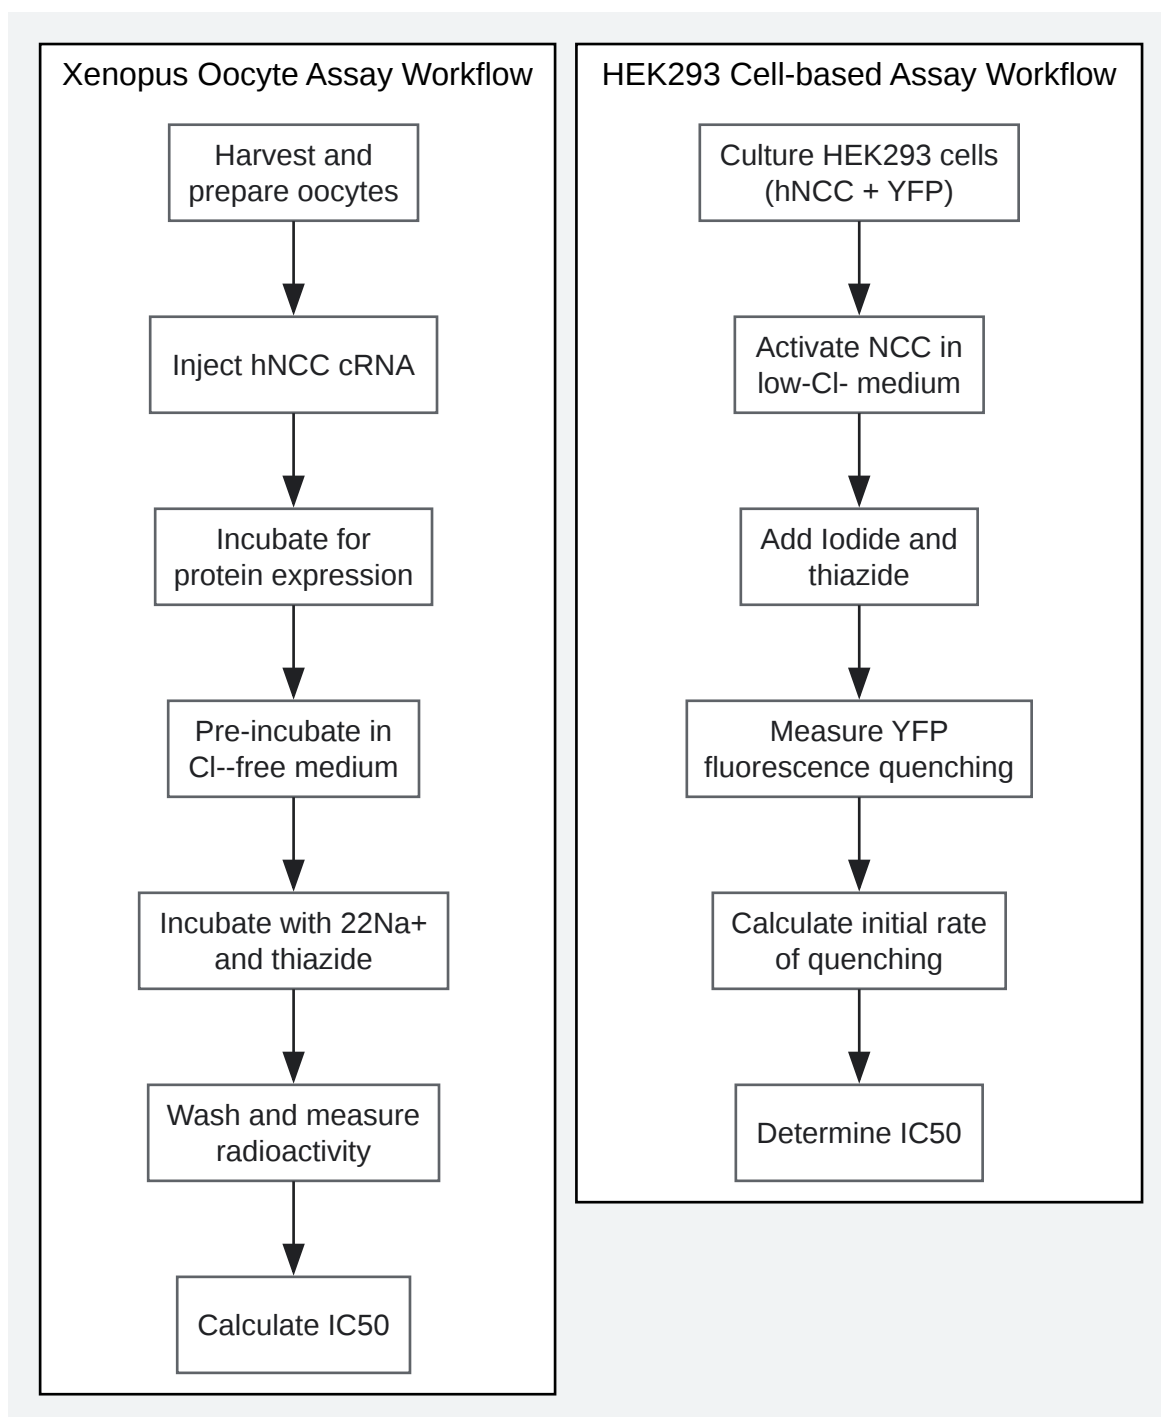 Xenopus Oocyte Assay Workflow
Harvest and
prepare oocytes
Inject hNCC cRNA
Incubate for
protein expression
Pre-incubate in
Cl--free medium
Incubate with 22Na+
and thiazide
Wash and measure
radioactivity
Calculate IC50
HEK293 Cell-based Assay Workflow
Culture HEK293 cells
(hNCC + YFP)
Activate NCC in
low-Cl- medium
Add Iodide and
thiazide
Measure YFP
fluorescence quenching
Calculate initial rate
of quenching
Determine IC50